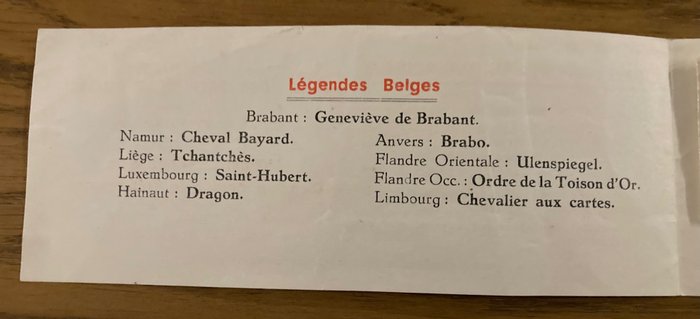 Légendes Belges
Brabant : Geneviève de Brabant.
Namur : Cheval Bayard.
Liège : Tchantchès.
Luxembourg : Saint-Hubert.
Hainaut : Dragon.
Anvers : Brabo.
Flandre Orientale : Ulenspiegel.
Flandre Occ. : Ordre de la Toison d'Or.
Limbourg : Chevalier aux cartes.